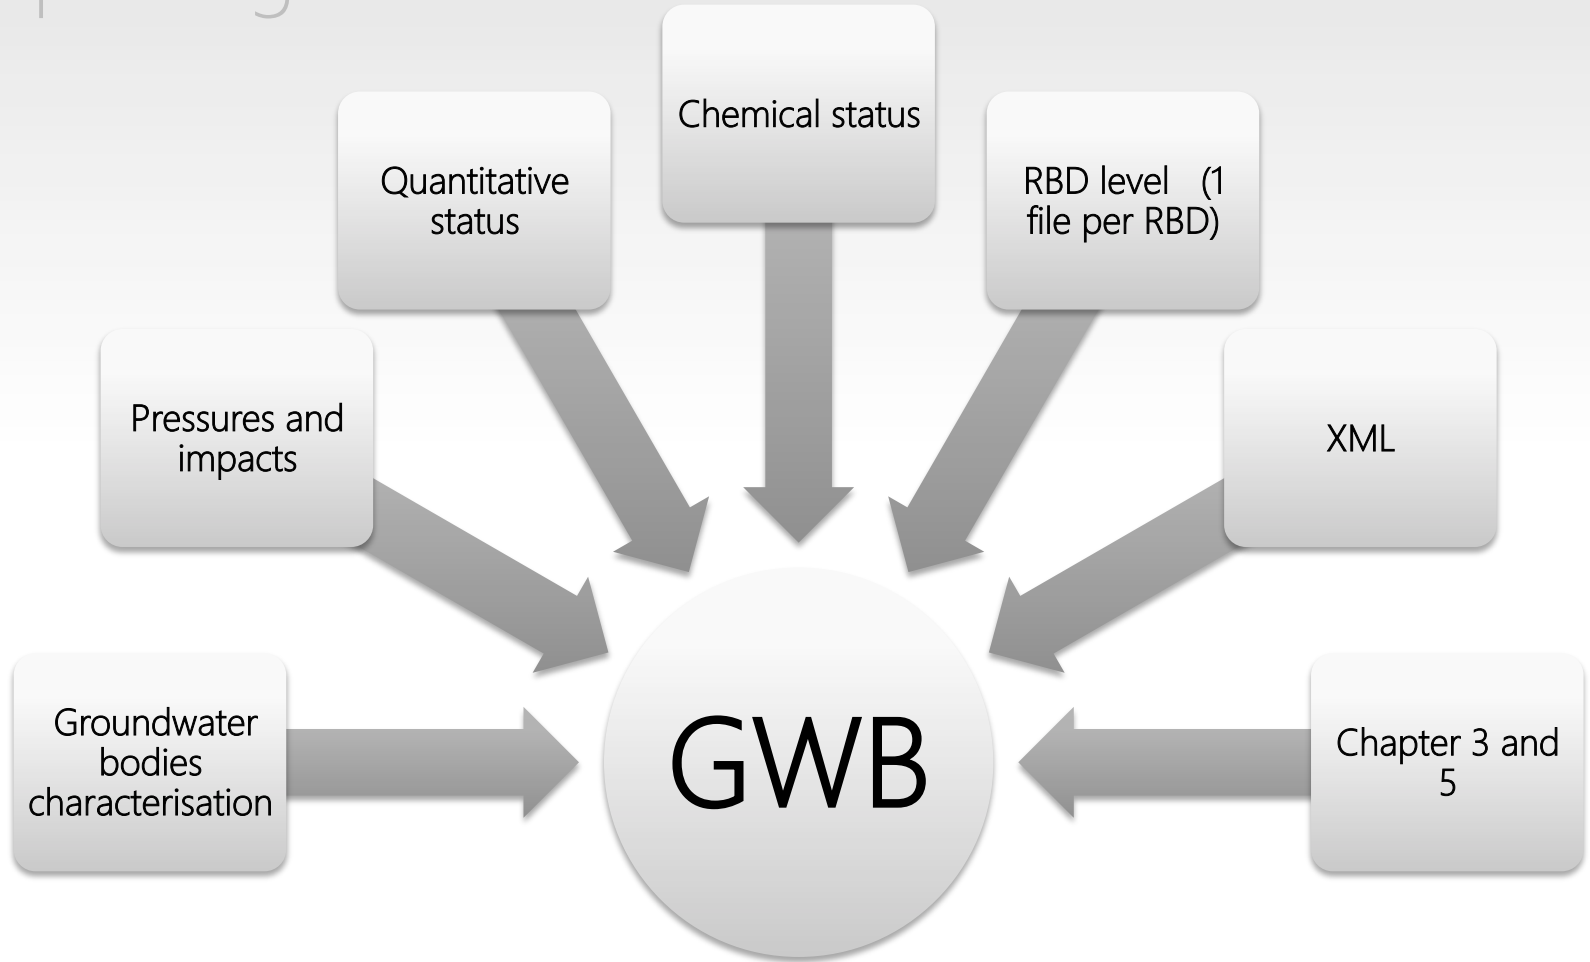 Chemical status
Quantitative
status
RBD level (1
file per RBD)
Pressures and
impacts
XML
Groundwater
bodies
characterisation
GWB
Chapter 3 and
5